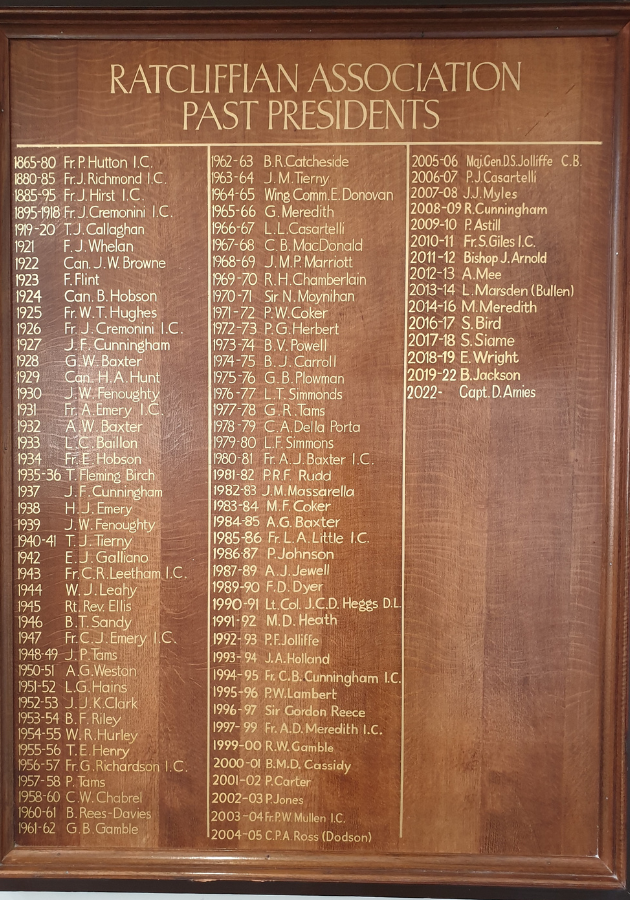 RATCLIFFIAN ASSOCIATION
PAST PRESIDENTS
1865-80 Fr. P. Hutton I.C.
1880-85 Fr. J. Richmond I.C.
1885-95 Fr. J. Hirst I.C.
1895-1918 Fr. J. Cremonini I.C.
1919-20 T.J. Callaghan
1921 F.J. Whelan
1922 Can. J.W. Browne
1923 F. Flint
1924 Can. B. Hobson
1925 Fr. W.T. Hughes
1926 Fr. J. Cremonini I.C.
1927 J.F. Cunningham
1928 G.W. Baxter
1929 Can. H.A. Hunt
1930 J.W. Fenoughty
1931 Fr. A. Emery I.C.
1932 A.W. Baxter
1933 L.C. Baillon
1934 Fr. E. Hobson
1935-36 T. Fleming Birch
1937 J.F. Cunningham
1938 H.J. Emery
1939 J.W. Fenoughty
1940-41 T.J. Tierny
1942 E.J. Galliano
1943 Fr. C.R. Leetham I.C.
1944 W.J. Leahy
1945 Rt. Rev. Ellis
1946 B.T. Sandy
1947 Fr. C.J. Emery I.C.
1948-49 J.P. Tams
1950-51 A.G. Weston
1951-52 L.G. Hains
1952-53 J.J.K. Clark
1953-54 B.F. Riley
1954-55 W.R. Hurley
1955-56 T.E. Henry
1956-57 Fr. G. Richardson I.C.
1957-58 P. Tams
1958-60 C.W. Chabrel
1960-61 B. Rees-Davies
1961-62 G.B. Gamble
1962-63 B.R. Catcheside
1963-64 J.M. Tierny
1964-65 Wing Comm. E. Donovan
1965-66 G. Meredith
1966-67 L.L. Casartelli
1967-68 C.B. MacDonald
1968-69 J.M.P. Marriott
1969-70 R.H. Chamberlain
1970-71 Sir N. Moynihan
1971-72 P.W. Coker
1972-73 P.G. Herbert
1973-74 B.V. Powell
1974-75 B.J. Carroll
1975-76 G.B. Plowman
1976-77 L.T. Simmonds
1977-78 G.R. Tams
1978-79 C.A. Della Porta
1979-80 L.F. Simmons
1980-81 Fr. A.J. Baxter I.C.
1981-82 P.R.F. Rudd
1982-83 J.M. Massarella
1983-84 M.F. Coker
1984-85 A.G. Baxter
1985-86 Fr. L.A. Little I.C.
1986-87 P. Johnson
1987-89 A.J. Jewell
1989-90 F.D. Dyer
1990-91 Lt. Col. J.C.D. Heggs D.L.
1991-92 M.D. Heath
1992-93 P.F. Jolliffe
1993-94 J.A. Holland
1994-95 Fr. C.B. Cunningham I.C.
1995-96 P.W. Lambert
1996-97 Sir Gordon Reece
1997-99 Fr. A.D. Meredith I.C.
1999-00 R.W. Gamble
2000-01 B.M.D. Cassidy
2001-02 P. Carter
2002-03 P. Jones
2003-04 Fr. P.W Mullen I.C.
2004-05 C.P.A. Ross (Dodson)
2005-06 Maj. Gen. D.S. Jolliffe C.B.
2006-07 P.J. Casartelli
2007-08 J.J. Myles
2008-09 R. Cunningham
2009-10 P. Astill
2010-11 Fr. S. Giles I.C.
2011-12 Bishop J. Arnold
2012-13 A. Mee
2013-14 L. Marsden (Bullen)
2014-16 M. Meredith
2016-17 S. Bird
2017-18 S. Siame
2018-19 E. Wright
2019-22 B. Jackson
2022- Capt. D. Amies